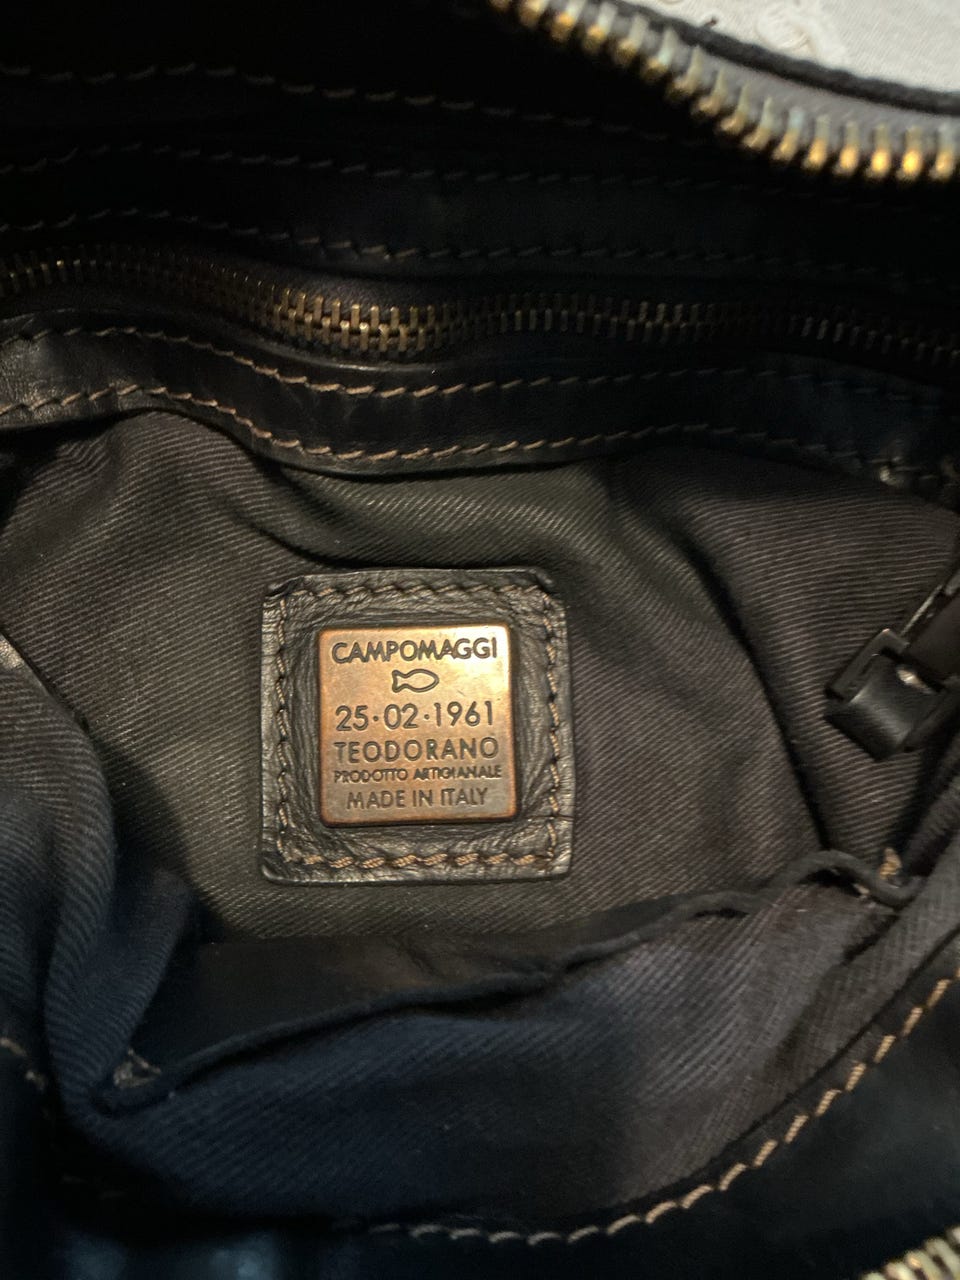 CAMPOMAGGI
25·02·1961
TEODORANO
PRODOTTO ARTIGIANALE
MADE IN ITALY